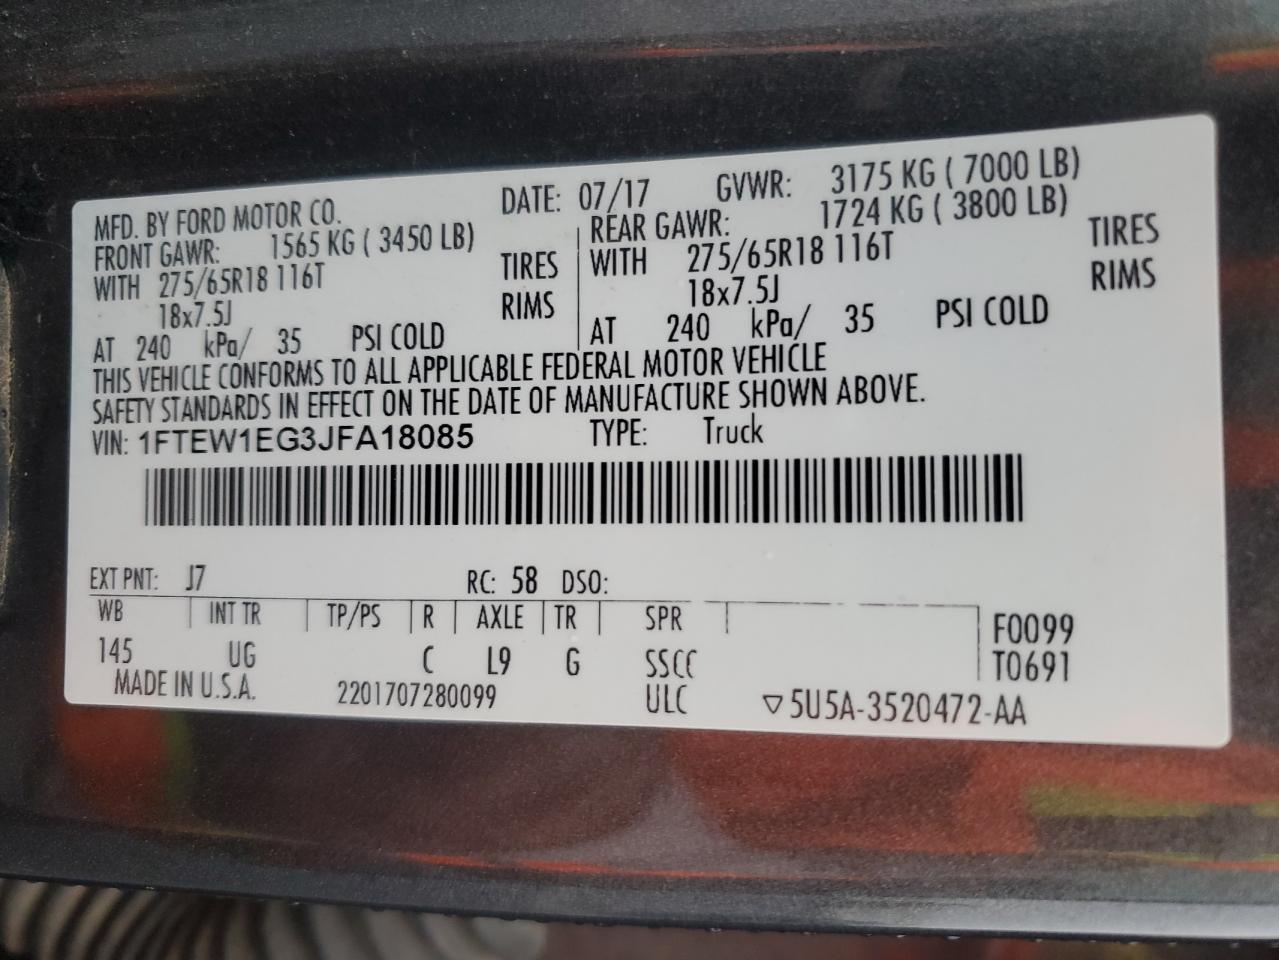 MFD. BY FORD MOTOR CO. DATE: 07/17 GVWR: 3175 KG ( 7000 LB)
FRONT GAWR: 1565 KG ( 3450 LB) REAR GAWR: 1724 KG ( 3800 LB)
WITH 275/65R18 116T TIRES WITH 275/65R18 116T TIRES
18x7.5J RIMS 18x7.5J RIMS
AT 240 kPa/ 35 PSI COLD AT 240 kPa/ 35 PSI COLD
THIS VEHICLE CONFORMS TO ALL APPLICABLE FEDERAL MOTOR VEHICLE
SAFETY STANDARDS IN EFFECT ON THE DATE OF MANUFACTURE SHOWN ABOVE.
VIN: 1FTEW1EG3JFA18085 TYPE: Truck
EXT PNT: J7 RC: 58 DSO:
WB INT TR TP/PS R AXLE TR SPR F0099
145 UG C L9 G SSCC T0691
MADE IN U.S.A. 2201707280099 ULC ▽5U5A-3520472-AA